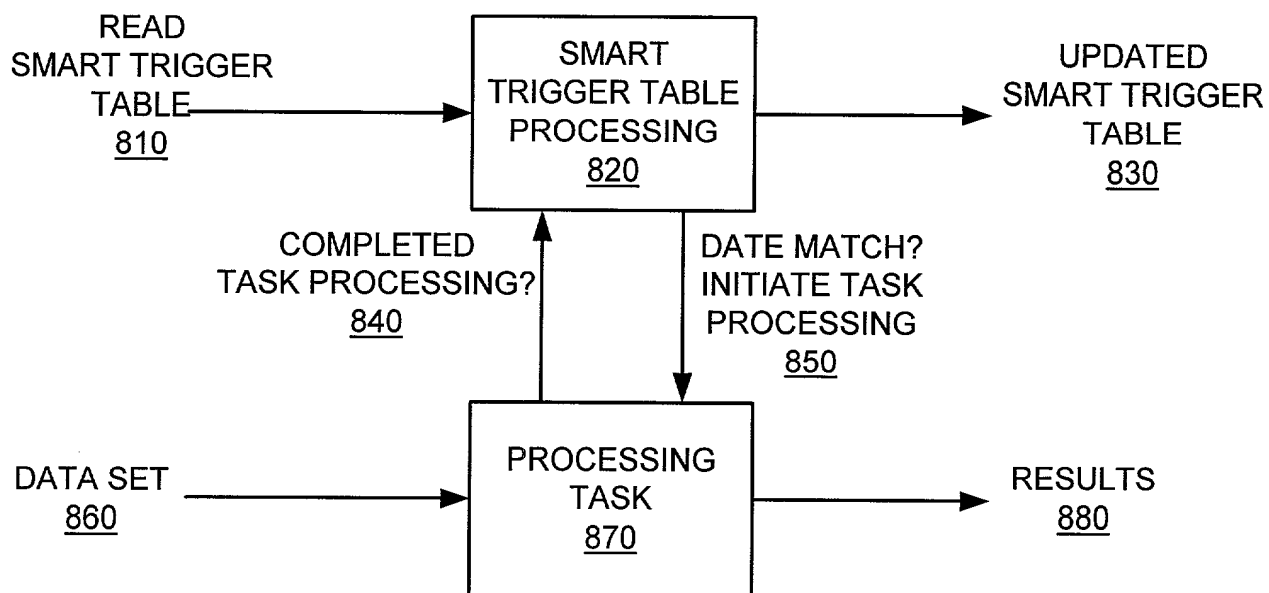 READ
SMART TRIGGER
TABLE
810
SMART
TRIGGER TABLE
PROCESSING
820
UPDATED
SMART TRIGGER
TABLE
830
COMPLETED
TASK PROCESSING?
840
DATE MATCH?
INITIATE TASK
PROCESSING
850
DATA SET
860
PROCESSING
TASK
870
RESULTS
880